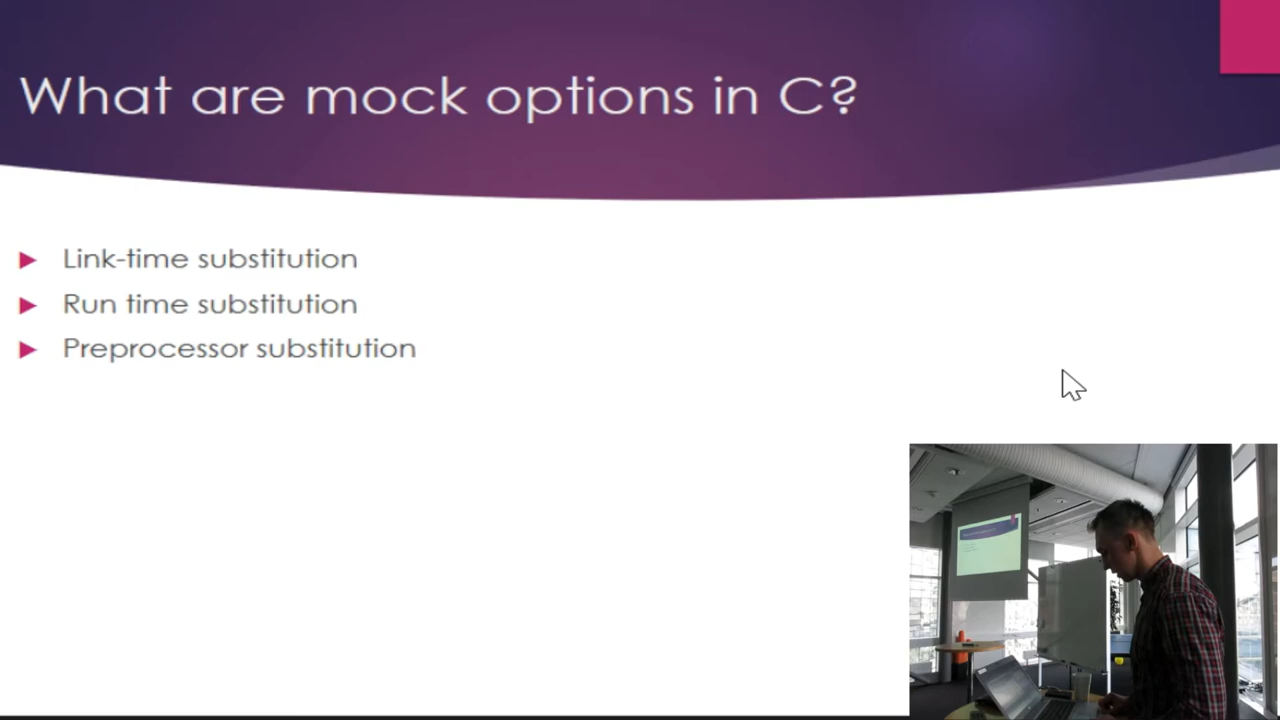 What are mock options in C?
Link-time substitution
Run time substitution
Preprocessor substitution